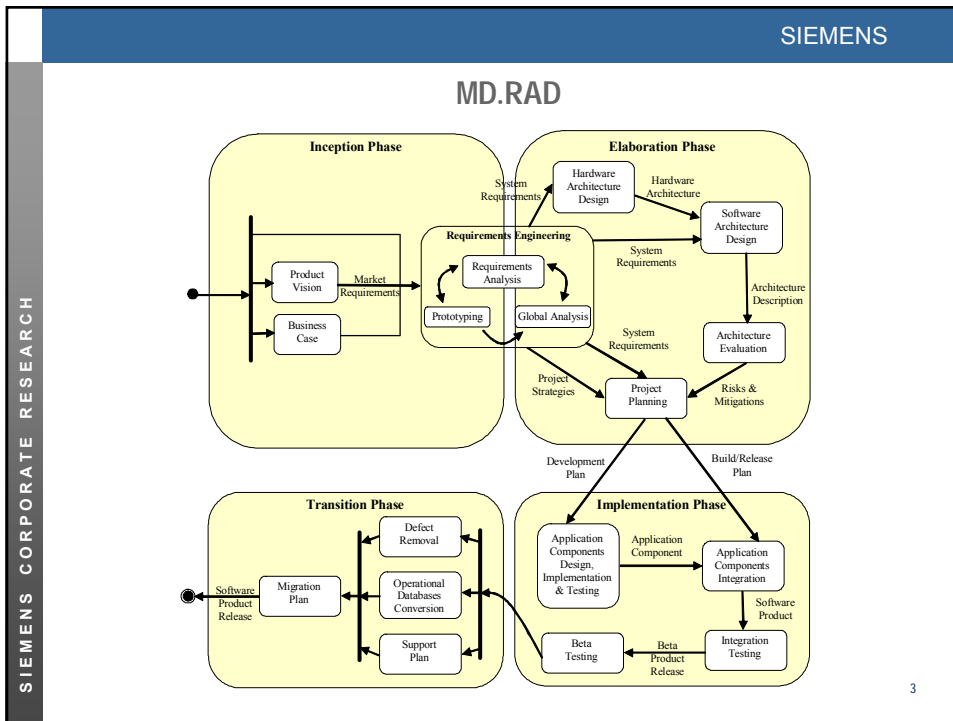 SIEMENS
MD.RAD
SIEMENS CORPORATE RESEARCH
Inception Phase
Product
Vision
Business
Case
Market
Requirements
Requirements Engineering
Requirements
Analysis
Prototyping
Global Analysis
Elaboration Phase
System
Requirements
Hardware
Architecture
Design
Hardware
Architecture
Software
Architecture
Design
System
Requirements
Architecture
Description
Architecture
Evaluation
System
Requirements
Project
Strategies
Project
Planning
Risks &
Mitigations
Development
Plan
Build/Release
Plan
Transition Phase
Defect
Removal
Operational
Databases
Conversion
Support
Plan
Migration
Plan
Software
Product
Release
Implementation Phase
Application
Components
Design,
Implementation
& Testing
Application
Component
Application
Components
Integration
Software
Product
Integration
Testing
Beta
Product
Release
Beta
Testing
3